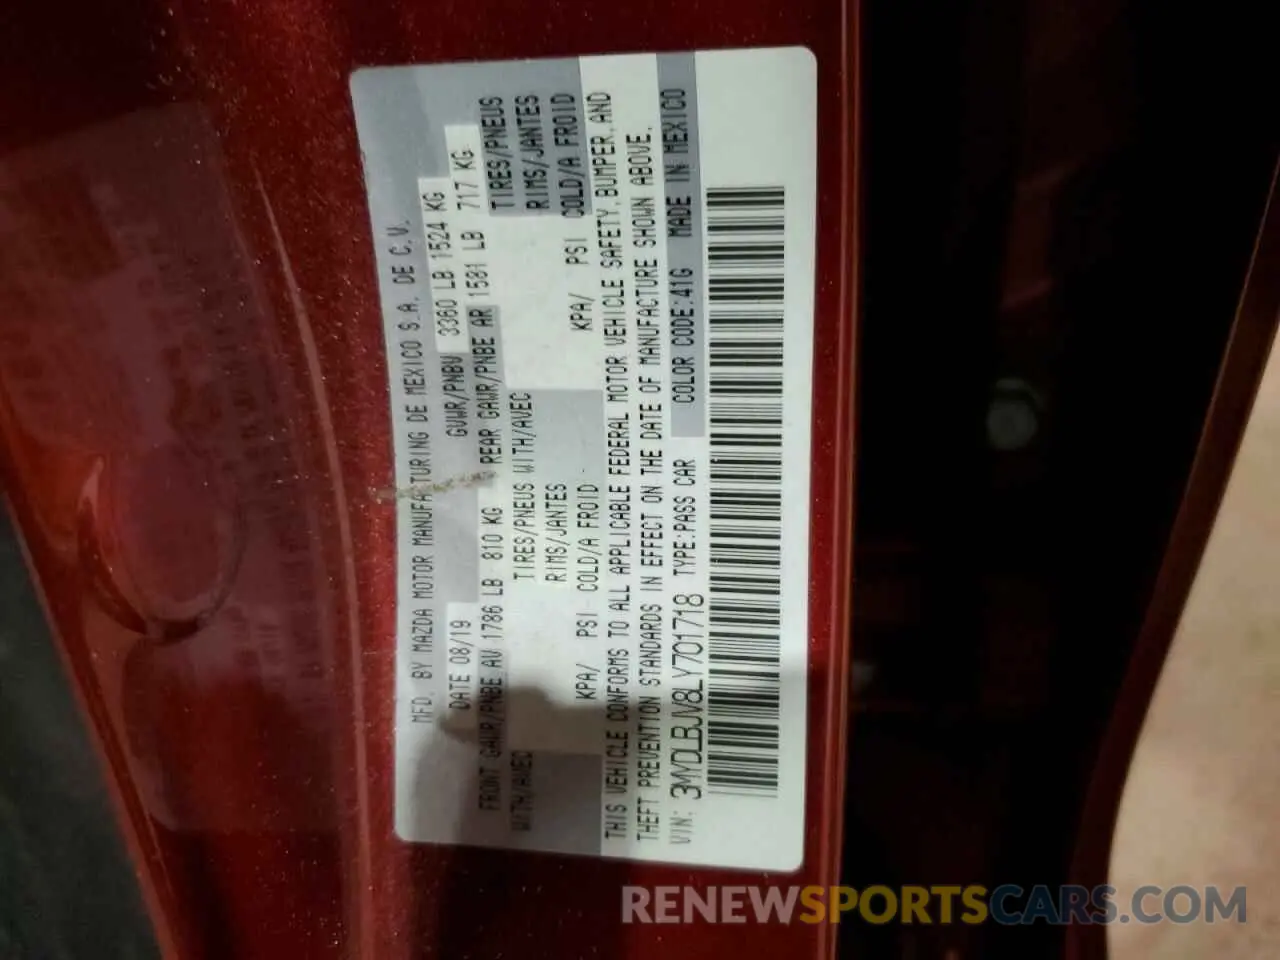 MFD. BY MAZDA MOTOR MANUFACTURING DE MEXICO S.A. DE C.V.
DATE 08/19 GVWR/PNBV 3360 LB 1524 KG
FRONT GAWR/PNBE AV 1786 LB 810 KG REAR GAWR/PNBE AR 1581 LB 717 KG
WITH/AVEC TIRES/PNEUS WITH/AVEC TIRES/PNEUS
RIMS/JANTES RIMS/JANTES
KPA/ PSI COLD/A FROID KPA/ PSI COLD/A FROID
THIS VEHICLE CONFORMS TO ALL APPLICABLE FEDERAL MOTOR VEHICLE SAFETY, BUMPER, AND
THEFT PREVENTION STANDARDS IN EFFECT ON THE DATE OF MANUFACTURE SHOWN ABOVE.
VIN: 3MYDLBJV8LY701718 TYPE:PASS CAR COLOR CODE:41G MADE IN MEXICO
RENEWSPORTSCARS.COM